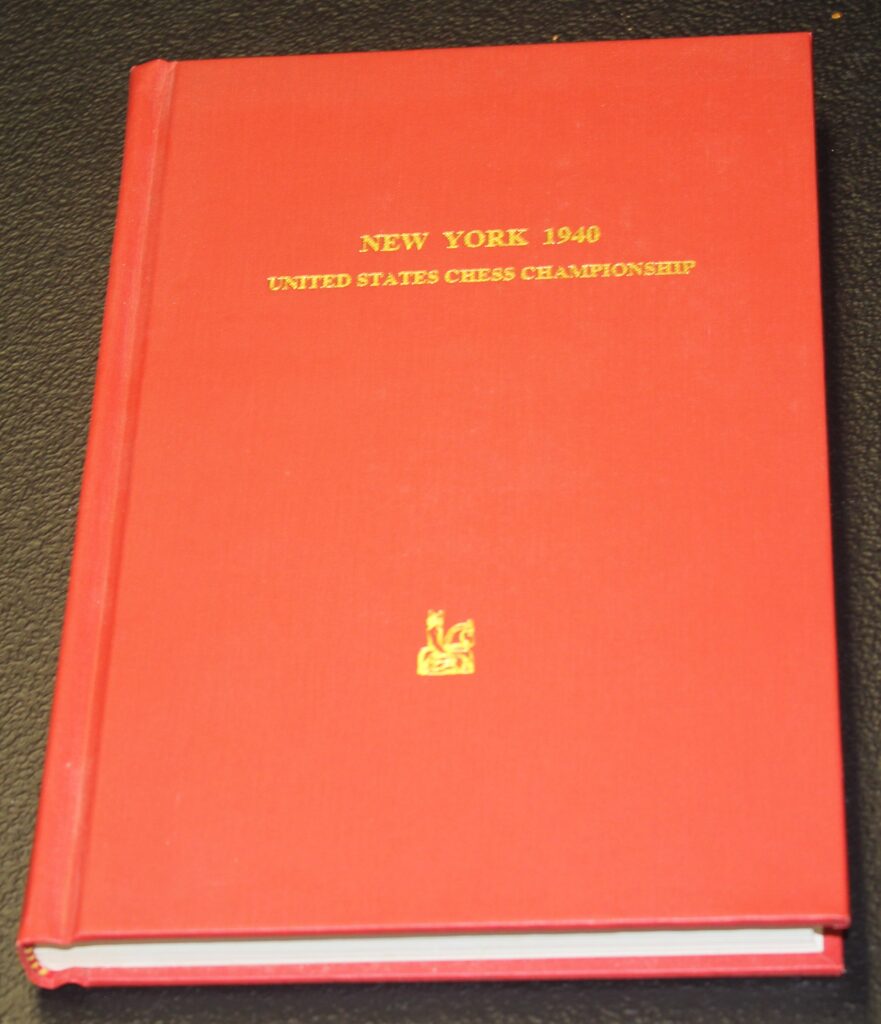 NEW YORK 1940
UNITED STATES CHESS CHAMPIONSHIP